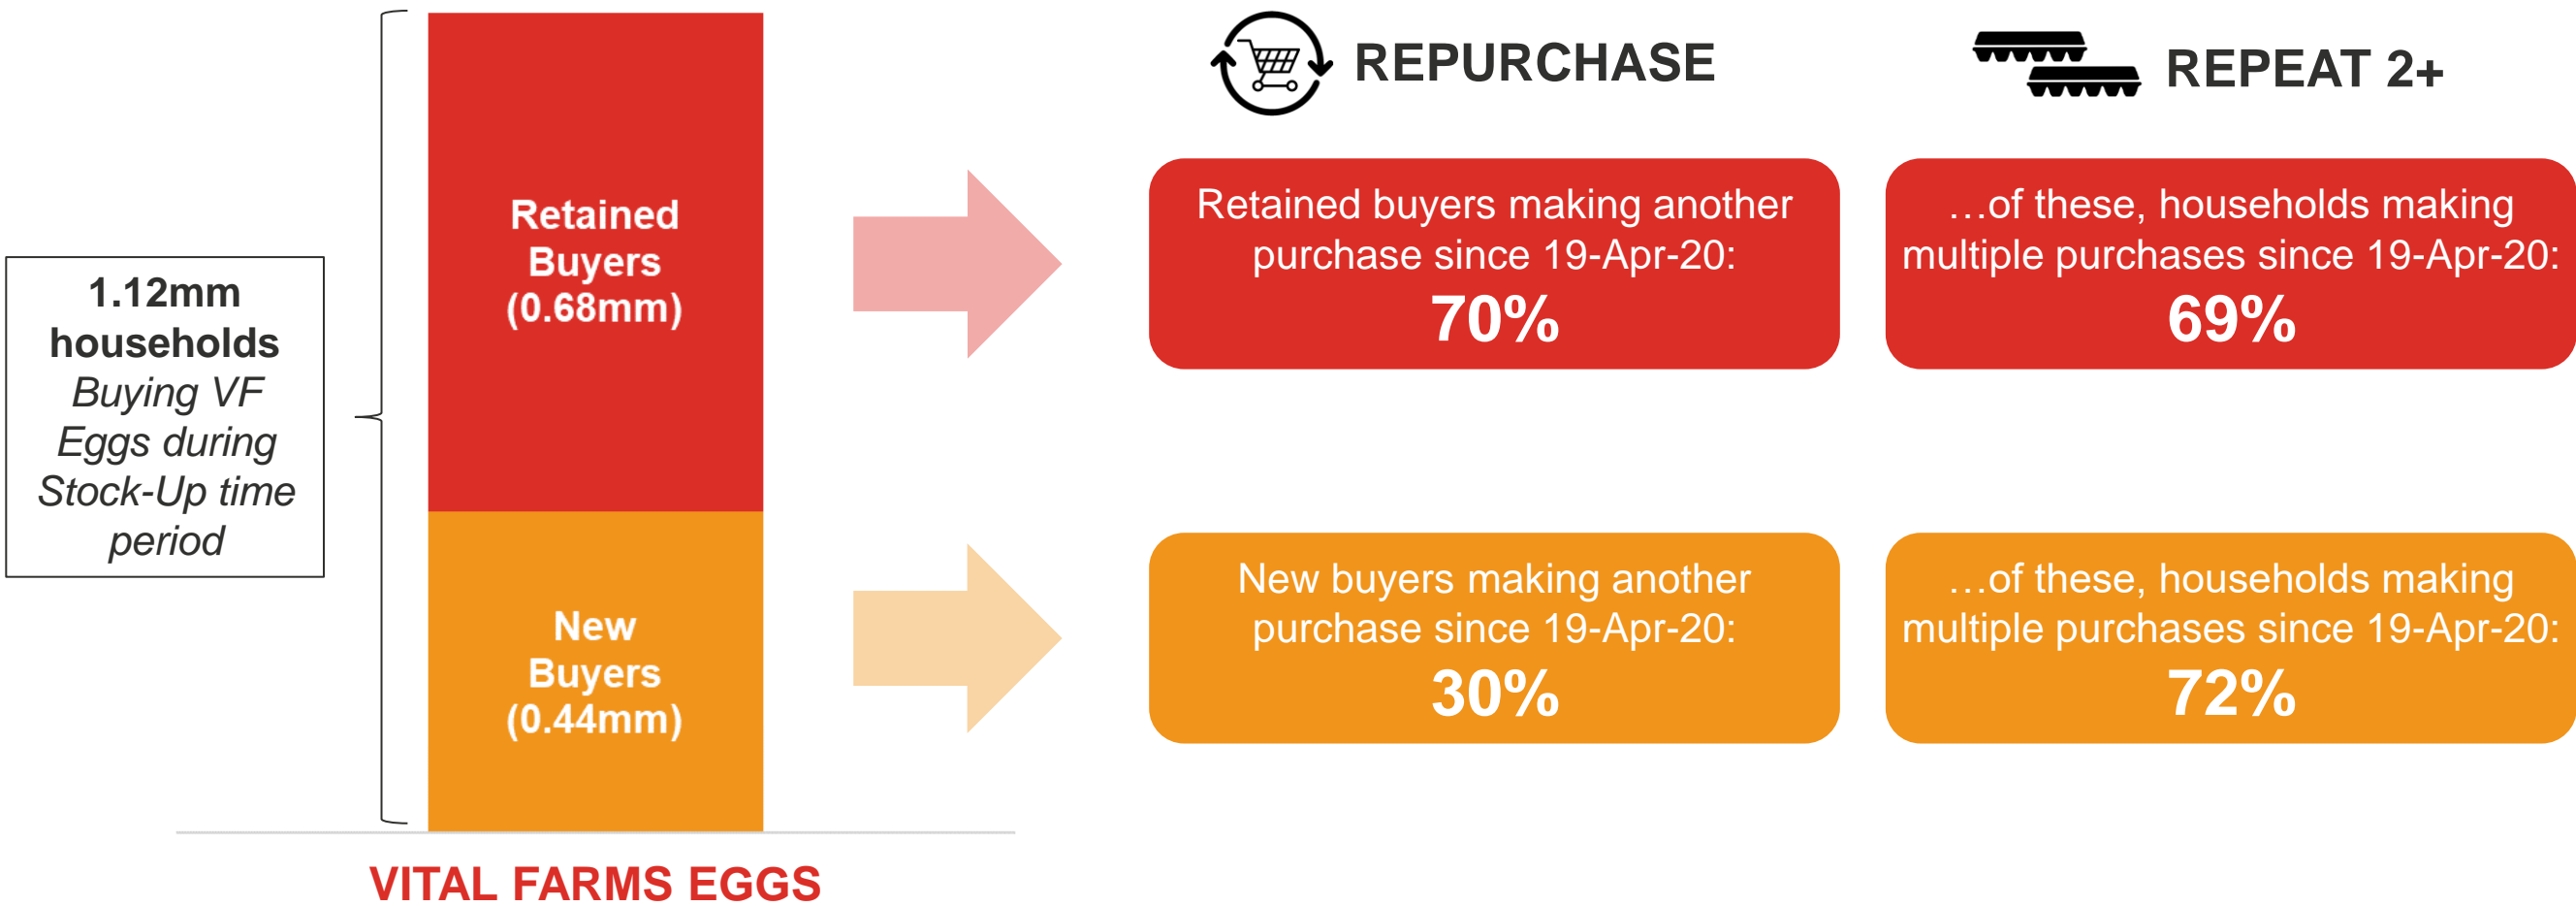 REPURCHASE
REPEAT 2+
1.12mm
households
Buying VF
Eggs during
Stock-Up time
period
Retained
Buyers
(0.68mm)
Retained buyers making another
purchase since 19-Apr-20:
70%
…of these, households making
multiple purchases since 19-Apr-20:
69%
New
Buyers
(0.44mm)
New buyers making another
purchase since 19-Apr-20:
30%
…of these, households making
multiple purchases since 19-Apr-20:
72%
VITAL FARMS EGGS